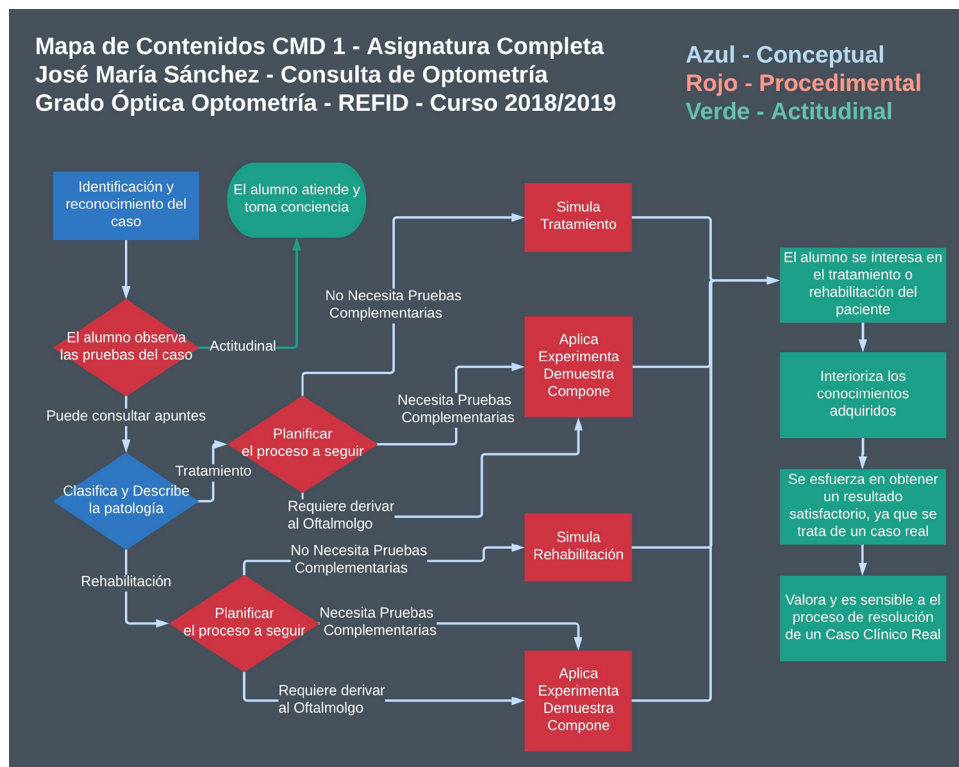 Mapa de Contenidos CMD 1 - Asignatura Completa
José María Sánchez - Consulta de Optometría
Grado Óptica Optometría - REFID - Curso 2018/2019
Azul - Conceptual
Rojo - Procedimental
Verde - Actitudinal
Identificación y
reconocimiento del
caso
El alumno atiende y
toma conciencia
Simula
Tratamiento
El alumno se interesa en
el tratamiento o
rehabilitación del
paciente
No Necesita Pruebas
Complementarias
El alumno observa
las pruebas del caso
Actitudinal
Aplica
Experimenta
Demuestra
Compone
Interioriza los
conocimientos
adquiridos
Puede consultar apuntes
Necesita Pruebas
Complementarias
Planificar
el proceso a seguir
Tratamiento
Clasifica y Describe
la patología
Requiere derivar
al Oftalmolgo
Se esfuerza en obtener
un resultado
satisfactorio, ya que se
trata de un caso real
Simula
Rehabilitación
No Necesita Pruebas
Complementarias
Rehabilitación
Planificar
el proceso a seguir
Necesita Pruebas
Complementarias
Valora y es sensible a el
proceso de resolución
de un Caso Clínico Real
Requiere derivar
al Oftalmolgo
Aplica
Experimenta
Demuestra
Compone